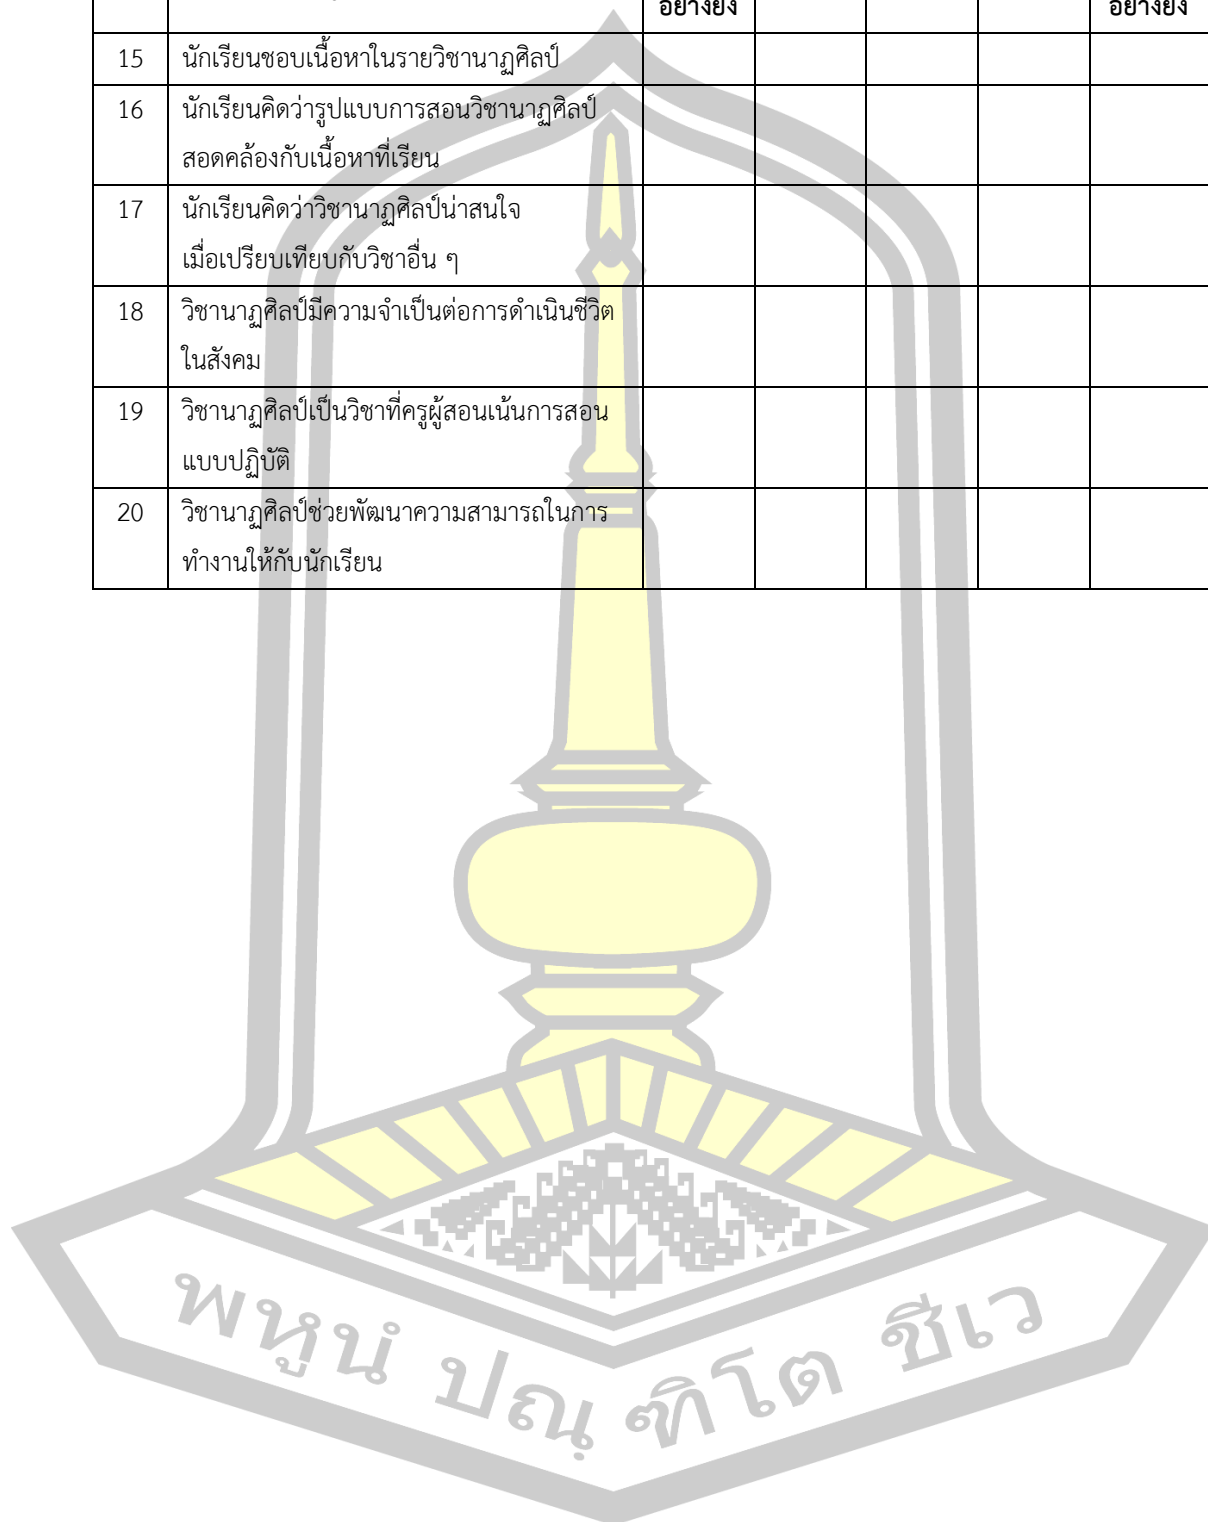 อย่างยิ่ง อย่างยิ่ง
15 นักเรียนชอบเนื้อหาในรายวิชานาฏศิลป์
16 นักเรียนคิดว่ารูปแบบการสอนวิชานาฏศิลป์
สอดคล้องกับเนื้อหาที่เรียน
17 นักเรียนคิดว่าวิชานาฏศิลป์น่าสนใจ
เมื่อเปรียบเทียบกับวิชาอื่น ๆ
18 วิชานาฏศิลป์มีความจำเป็นต่อการดำเนินชีวิต
ในสังคม
19 วิชานาฏศิลป์เป็นวิชาที่ครูผู้สอนเน้นการสอน
แบบปฏิบัติ
20 วิชานาฏศิลป์ช่วยพัฒนาความสามารถในการ
ทำงานให้กับนักเรียน
พหูนํ ปณฺฑิโต ชีเว